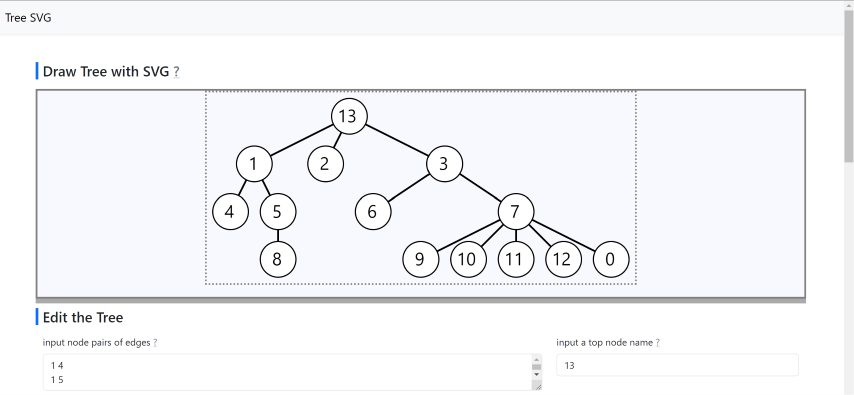 Tree SVG
Draw Tree with SVG ?
13
1 2 3
4 5 6 7
8 9 10 11 12 0
Edit the Tree
input node pairs of edges ?
input a top node name ?
1 4
1 5
13